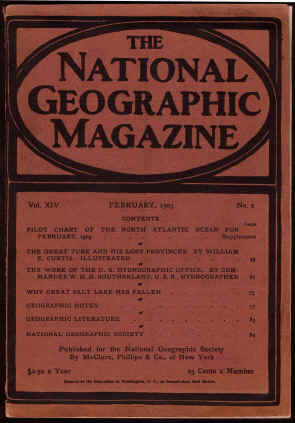 THE
NATIONAL
GEOGRAPHIC
MAGAZINE
Vol. XIV FEBRUARY, 1903 No. 2
CONTENTS
PAGE
PILOT CHART OF THE NORTH ATLANTIC OCEAN FOR
FEBRUARY, 1903 Supplement
THE GREAT TURK AND HIS LOST PROVINCES. BY WILLIAM
E. CURTIS. ILLUSTRATED
THE WORK OF THE U. S. HYDROGRAPHIC OFFICE. BY COM-
MANDER W. H. H. SOUTHERLAND, U. S. N., HYDROGRAPHER
WHY GREAT SALT LAKE HAS FALLEN
GEOGRAPHIC NOTES
GEOGRAPHIC LITERATURE
NATIONAL GEOGRAPHIC SOCIETY
Published for the National Geographic Society
By McClure, Phillips & Co., of New York
$2.50 a Year 25 Cents a Number